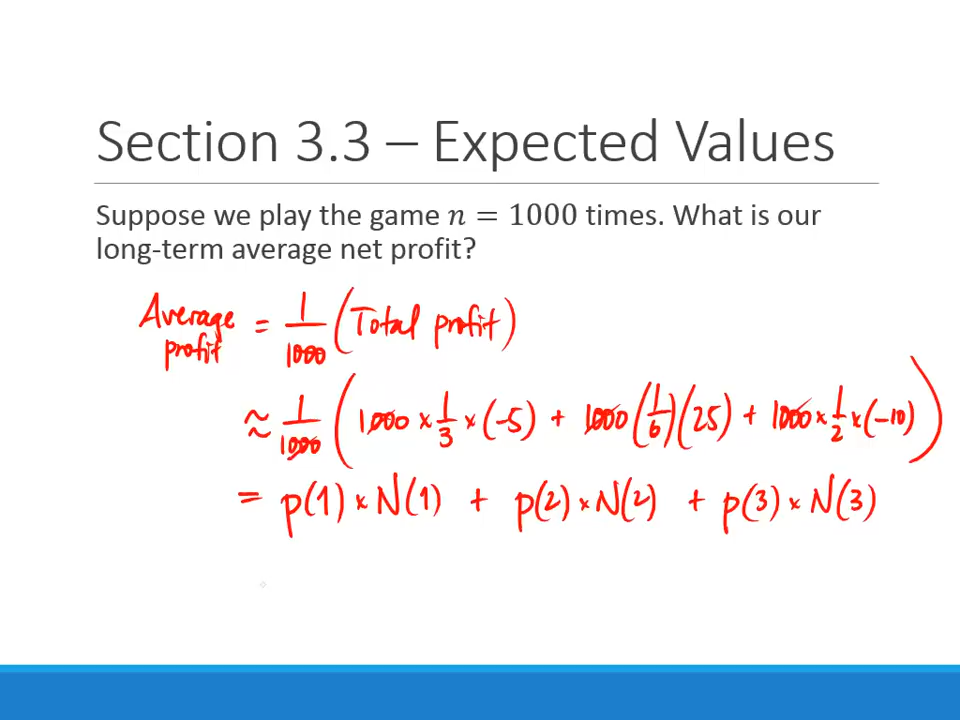 Section 3.3 – Expected Values
Suppose we play the game n = 1000 times. What is our
long-term average net profit?
Average profit = 1/1000 (Total profit)
≈ 1/1000 (1000 × 1/3 × (-5) + 1000 (1/6)(25) + 1000 × 1/2 × (-10))
= p(1) × N(1) + p(2) × N(2) + p(3) × N(3)